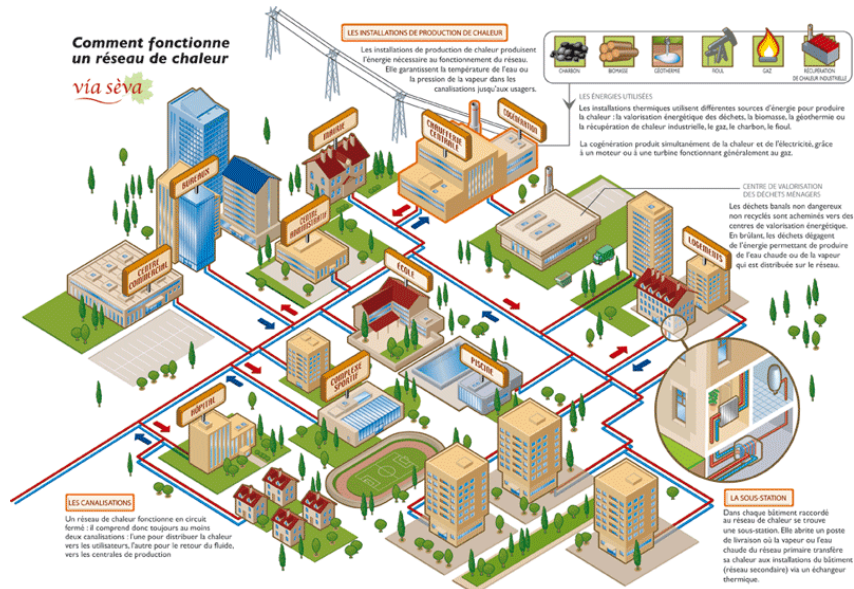 Comment fonctionne
un réseau de chaleur
via sèva
LES INSTALLATIONS DE PRODUCTION DE CHALEUR
Les installations de production de chaleur produisent
l'énergie nécessaire au fonctionnement du réseau.
Elle garantissent la température de l'eau ou
la pression de la vapeur dans les
canalisations jusqu'aux usagers.
CHARBON
BIOMASSE
GÉOTHERMIE
FIOUL
GAZ
RÉCUPÉRATION
DE CHALEUR INDUSTRIELLE
LES ÉNERGIES UTILISÉES
Les installations thermiques utilisent différentes sources d'énergie pour produire
la chaleur : la valorisation énergétique des déchets, la biomasse, la géothermie ou
la récupération de chaleur industrielle, le gaz, le charbon, le fioul.
La cogénération produit simultanément de la chaleur et de l'électricité, grâce
à un moteur ou à une turbine fonctionnant généralement au gaz.
COGÉNÉRATION
CHAUFFERIE
CENTRALE
MAIRIE
BUREAUX
CENTRE
ADMINISTRATIF
CENTRE
COMMERCIAL
ÉCOLE
LOGEMENTS
CENTRE DE VALORISATION
DES DÉCHETS MÉNAGERS
Les déchets banals non dangereux
non recyclés sont acheminés vers des
centres de valorisation énergétique.
En brûlant, les déchets dégagent
de l'énergie permettant de produire
de l'eau chaude ou de la vapeur
qui est distribuée sur le réseau.
PISCINE
COMPLEXE
SPORTIF
HÔPITAL
LES CANALISATIONS
Un réseau de chaleur fonctionne en circuit
fermé : il comprend donc toujours au moins
deux canalisations : l'une pour distribuer la chaleur
vers les utilisateurs, l'autre pour le retour du fluide,
vers les centrales de production
LA SOUS-STATION
Dans chaque bâtiment raccordé
au réseau de chaleur se trouve
une sous-station. Elle abrite un poste
de livraison où la vapeur ou l'eau
chaude du réseau primaire transfère
sa chaleur aux installations du bâtiment
(réseau secondaire) via un échangeur
thermique.